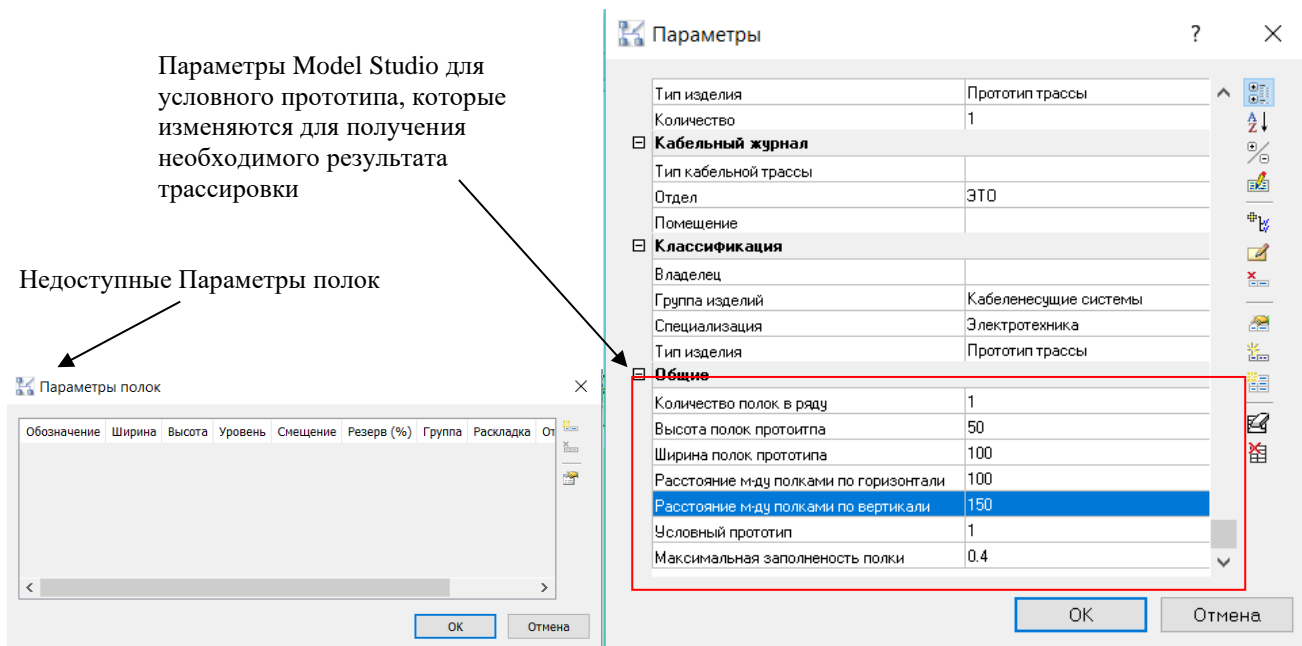 Параметры Model Studio для
условного прототипа, которые
изменяются для получения
необходимого результата
трассировки
Недоступные Параметры полок
Параметры полок
Обозначение Ширина Высота Уровень Смещение Резерв (%) Группа Раскладка От
ОК Отмена
Параметры ?
Тип изделия Прототип трассы
Количество 1
Кабельный журнал
Тип кабельной трассы
Отдел ЭТО
Помещение
Классификация
Владелец
Группа изделий Кабеленесущие системы
Специализация Электротехника
Тип изделия Прототип трассы
Общие
Количество полок в ряду 1
Высота полок протоитпа 50
Ширина полок прототипа 100
Расстояние м-ду полками по горизонтали 100
Расстояние м-ду полками по вертикали 150
Условный прототип 1
Максимальная заполненость полки 0.4
ОК Отмена